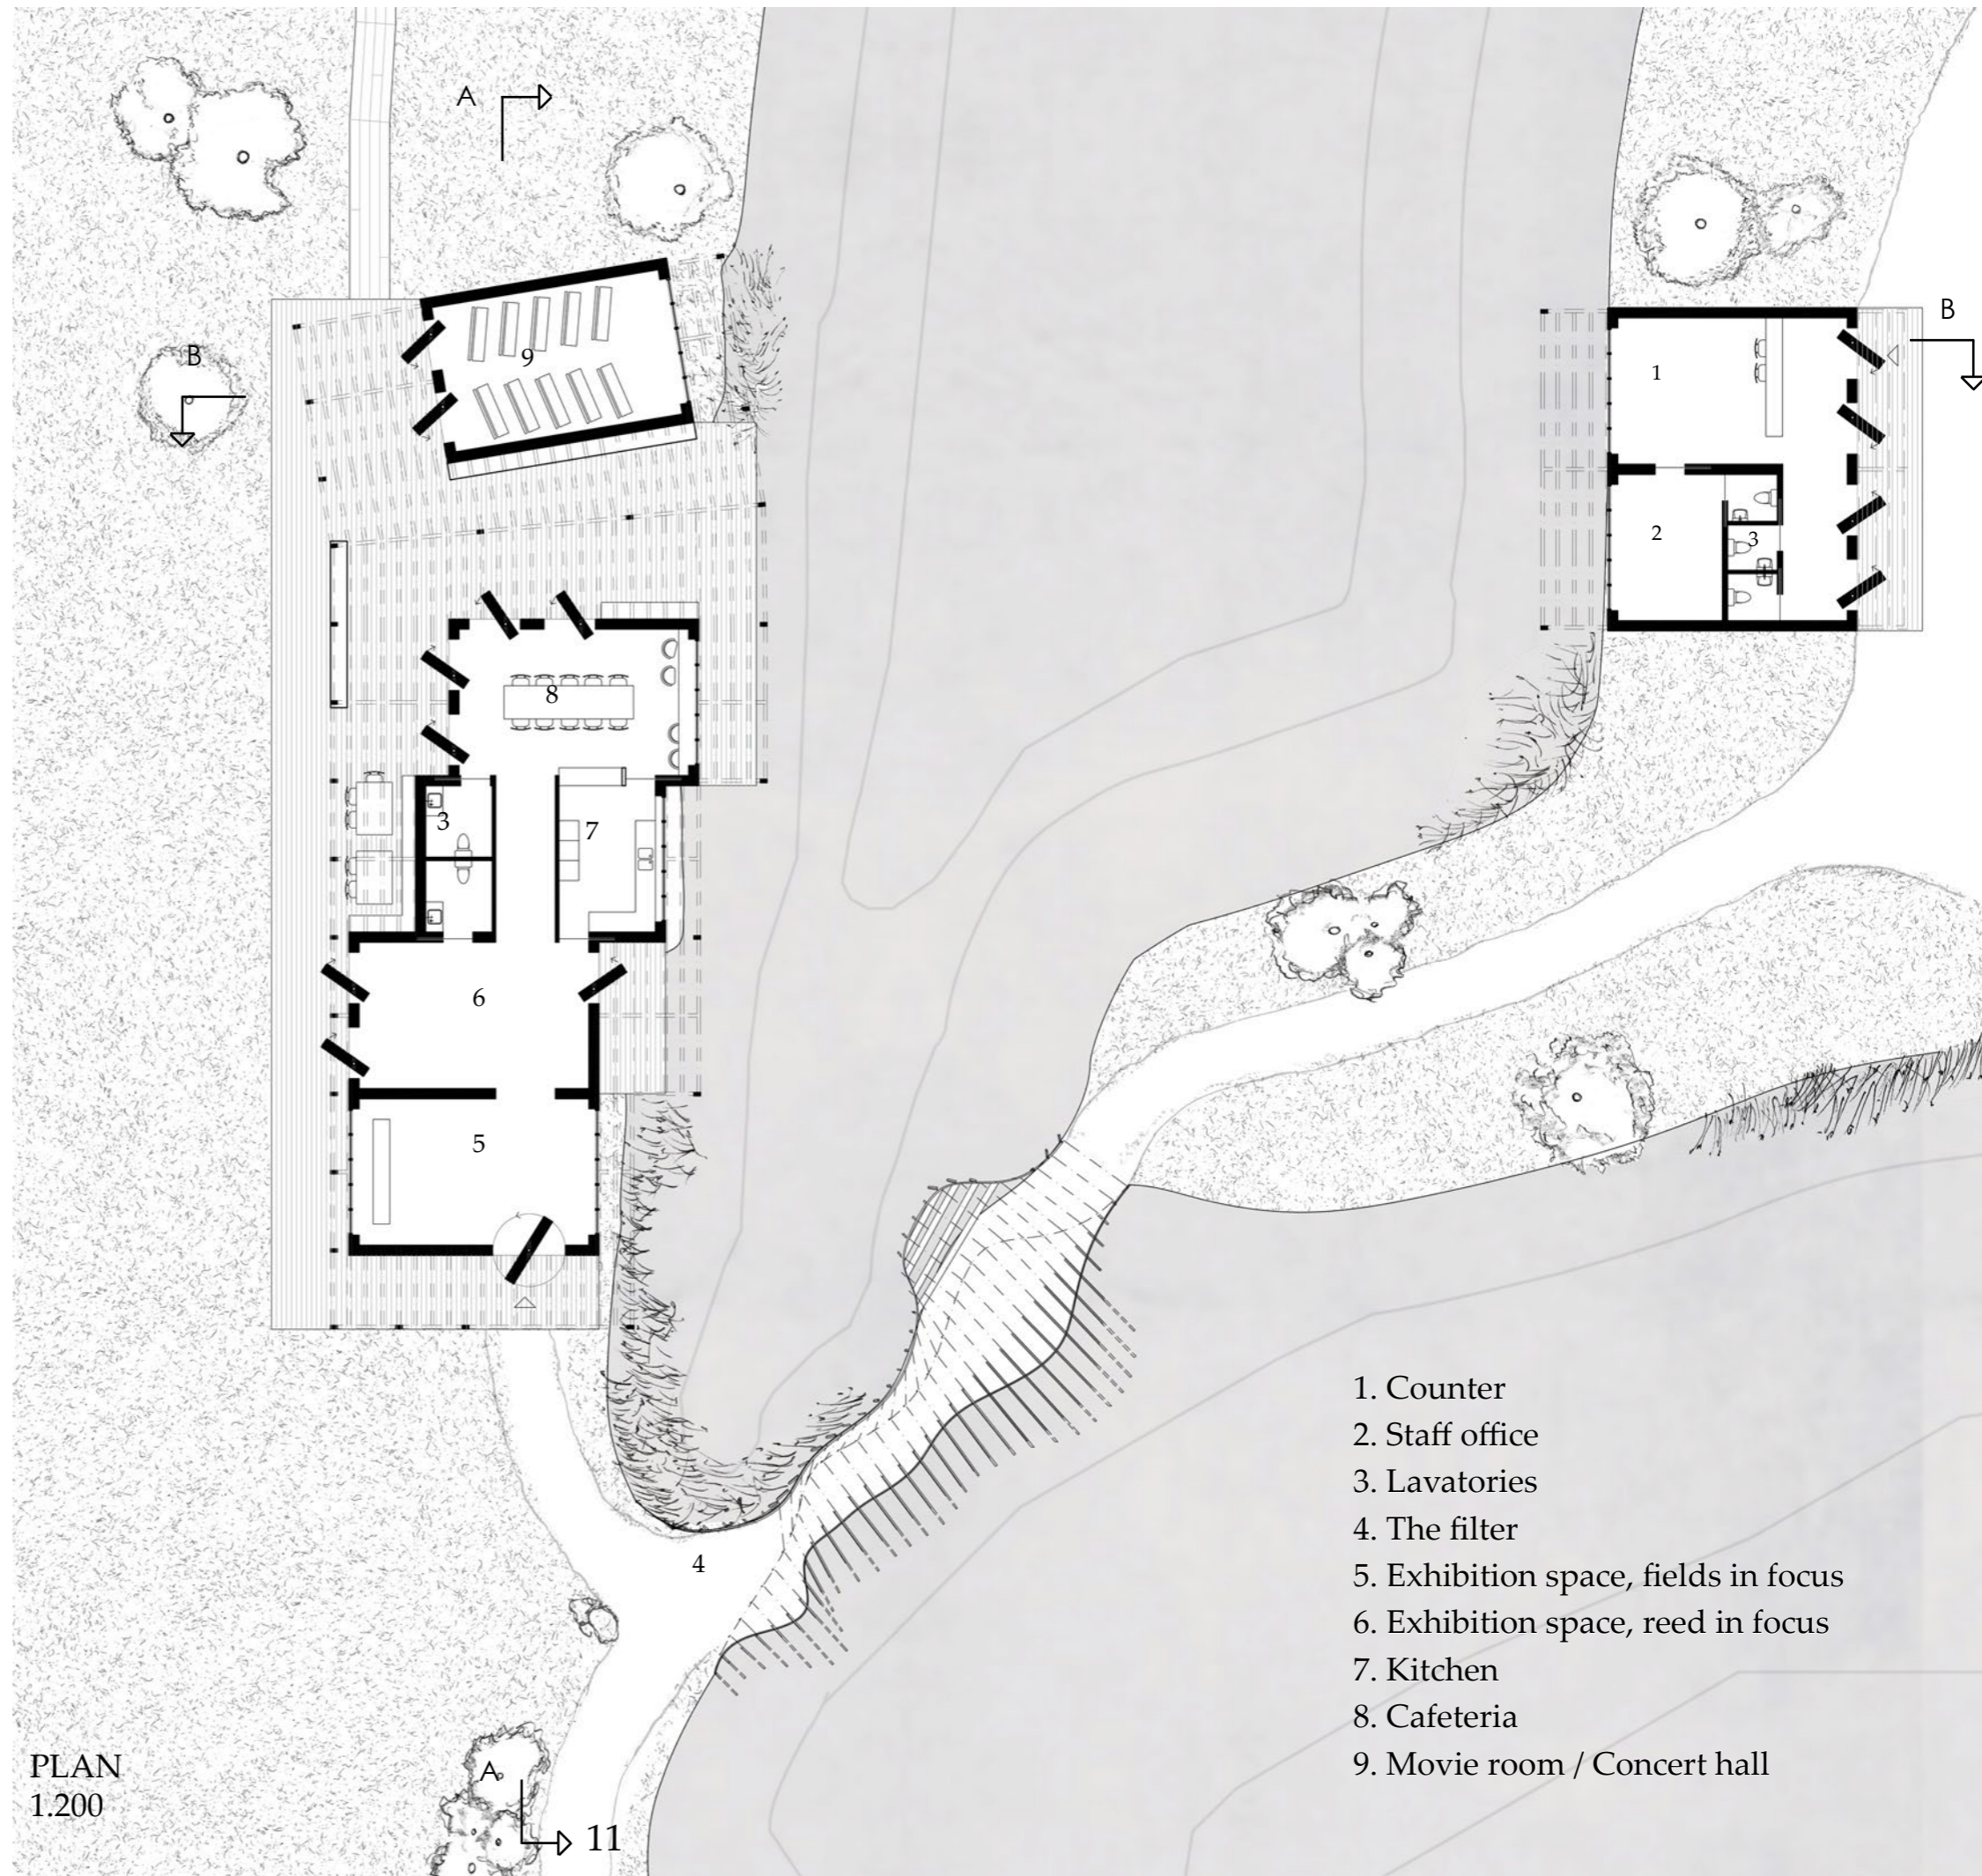 A
B
B
9
1
2
3
8
3
7
6
5
4
1. Counter
2. Staff office
3. Lavatories
4. The filter
5. Exhibition space, fields in focus
6. Exhibition space, reed in focus
7. Kitchen
8. Cafeteria
9. Movie room / Concert hall
PLAN
1.200
A
11